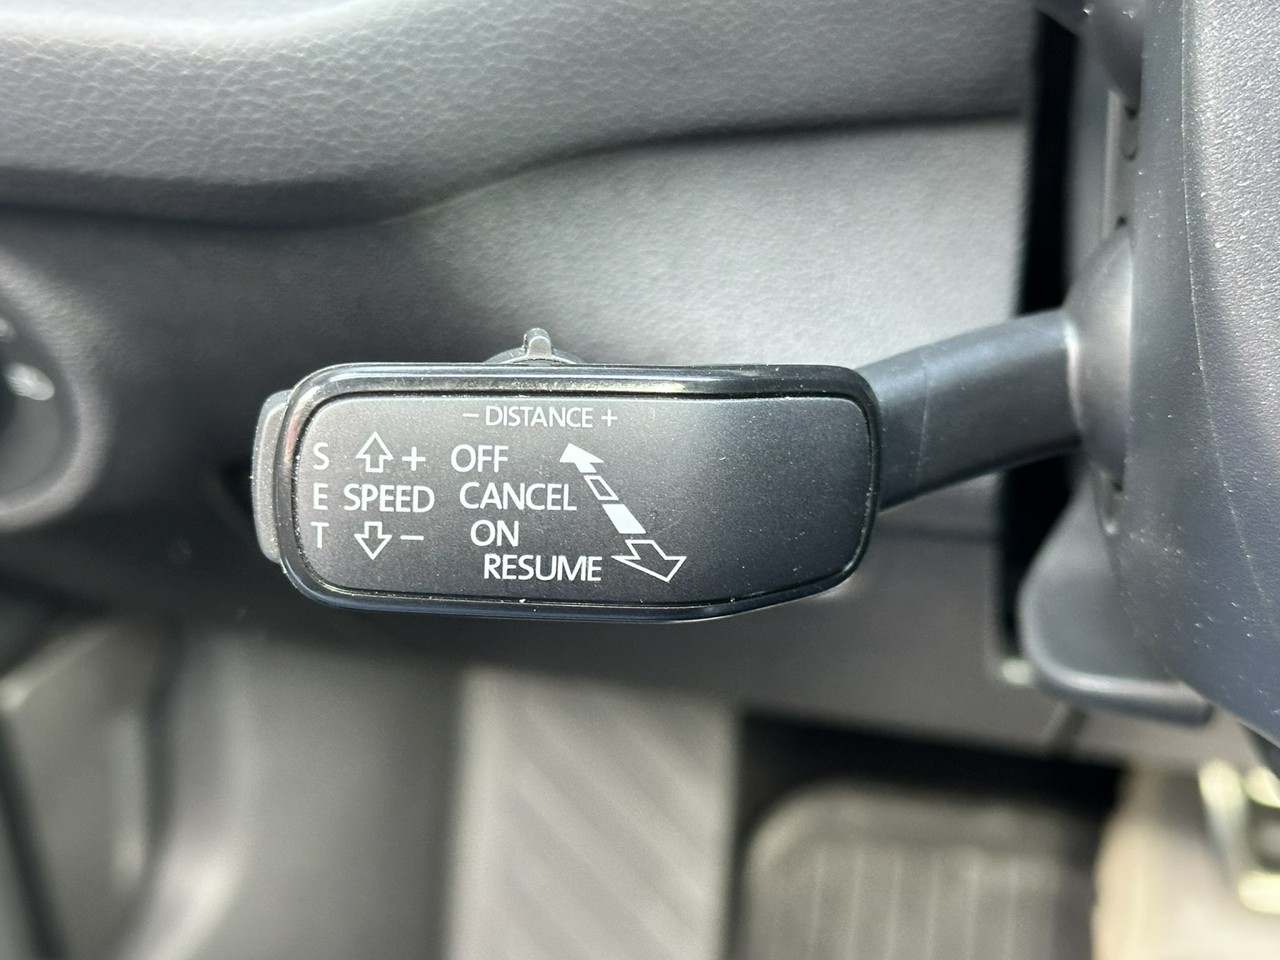 − DISTANCE +
S + OFF
E SPEED CANCEL
T − ON
RESUME